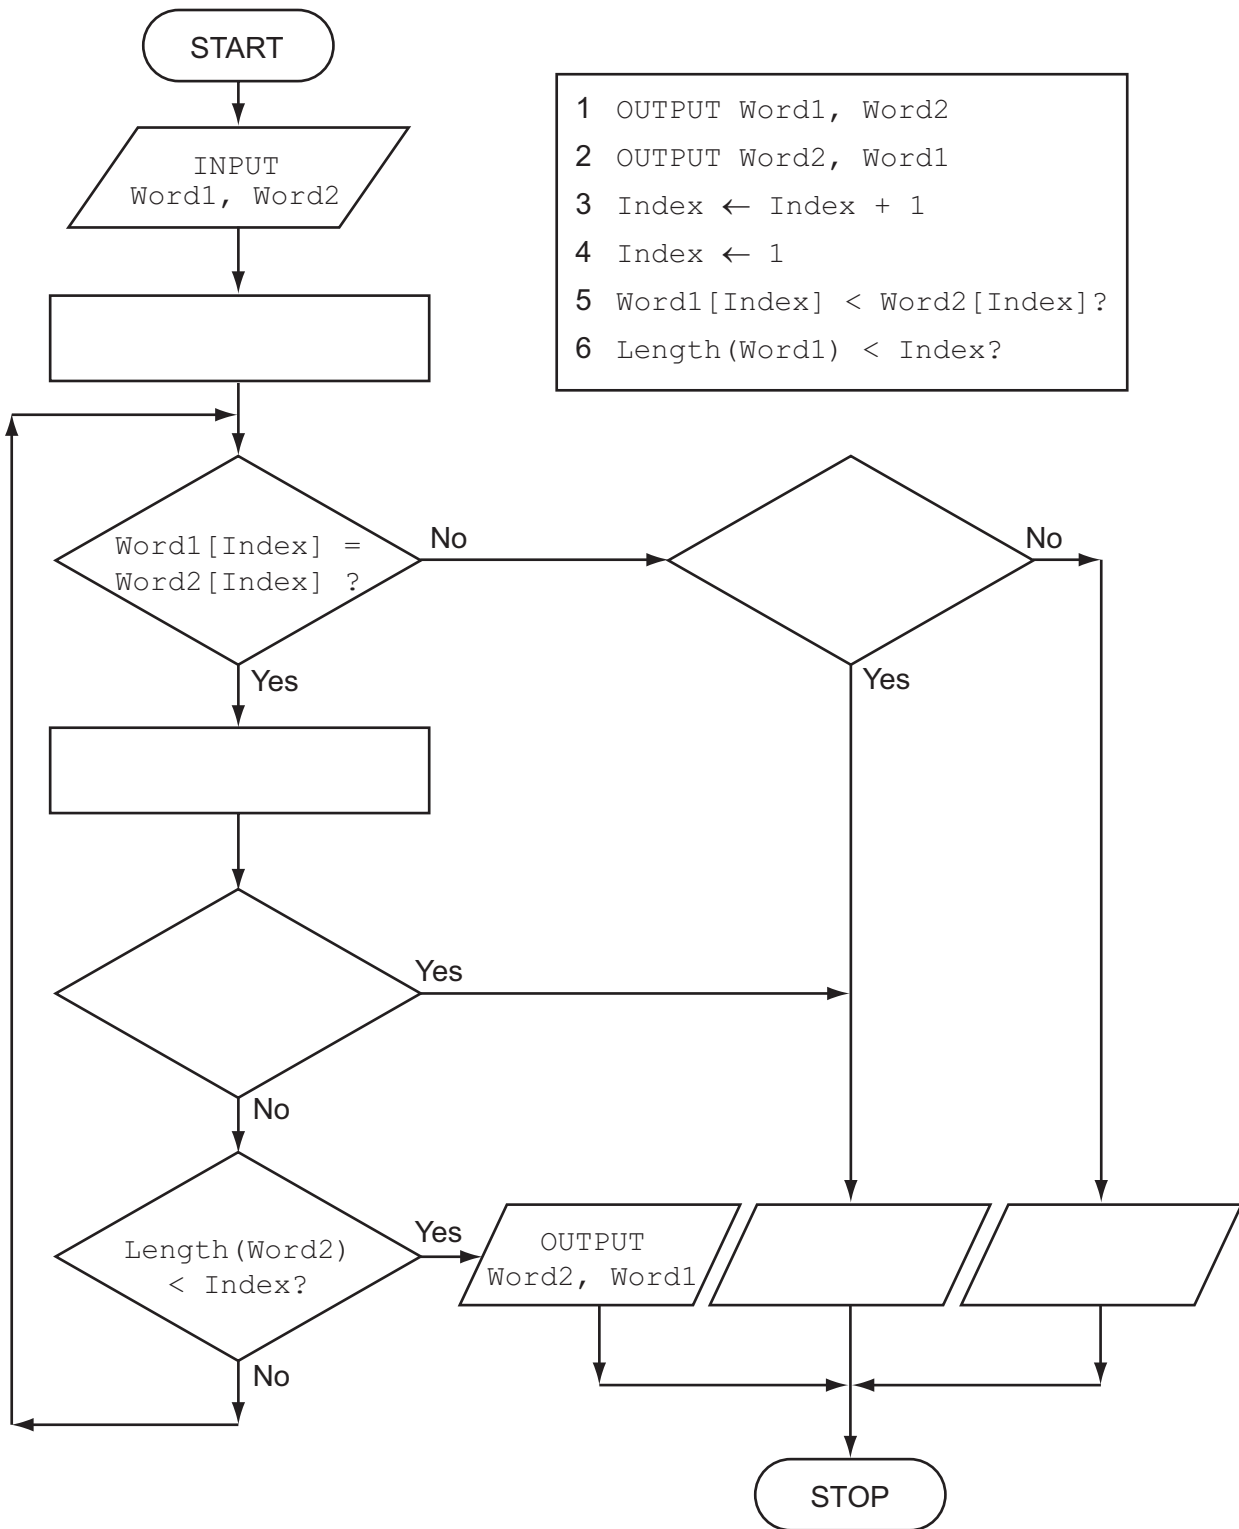 START
INPUT
Word1, Word2
1 OUTPUT Word1, Word2
2 OUTPUT Word2, Word1
3 Index ← Index + 1
4 Index ← 1
5 Word1[Index] < Word2[Index]?
6 Length(Word1) < Index?
Word1[Index] =
Word2[Index] ?
No
No
Yes
Yes
Yes
No
Length(Word2)
< Index?
Yes
OUTPUT
Word2, Word1
No
STOP